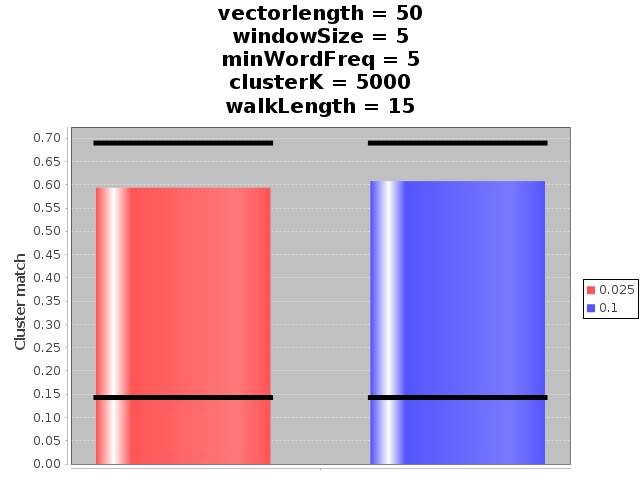 vectorlength = 50
windowSize = 5
minWordFreq = 5
clusterK = 5000
walkLength = 15
0.70
0.65
0.60
0.55
0.50
0.45
0.40
0.35
0.30
0.25
0.20
0.15
0.10
0.05
0.00
Cluster match
0.025
0.1